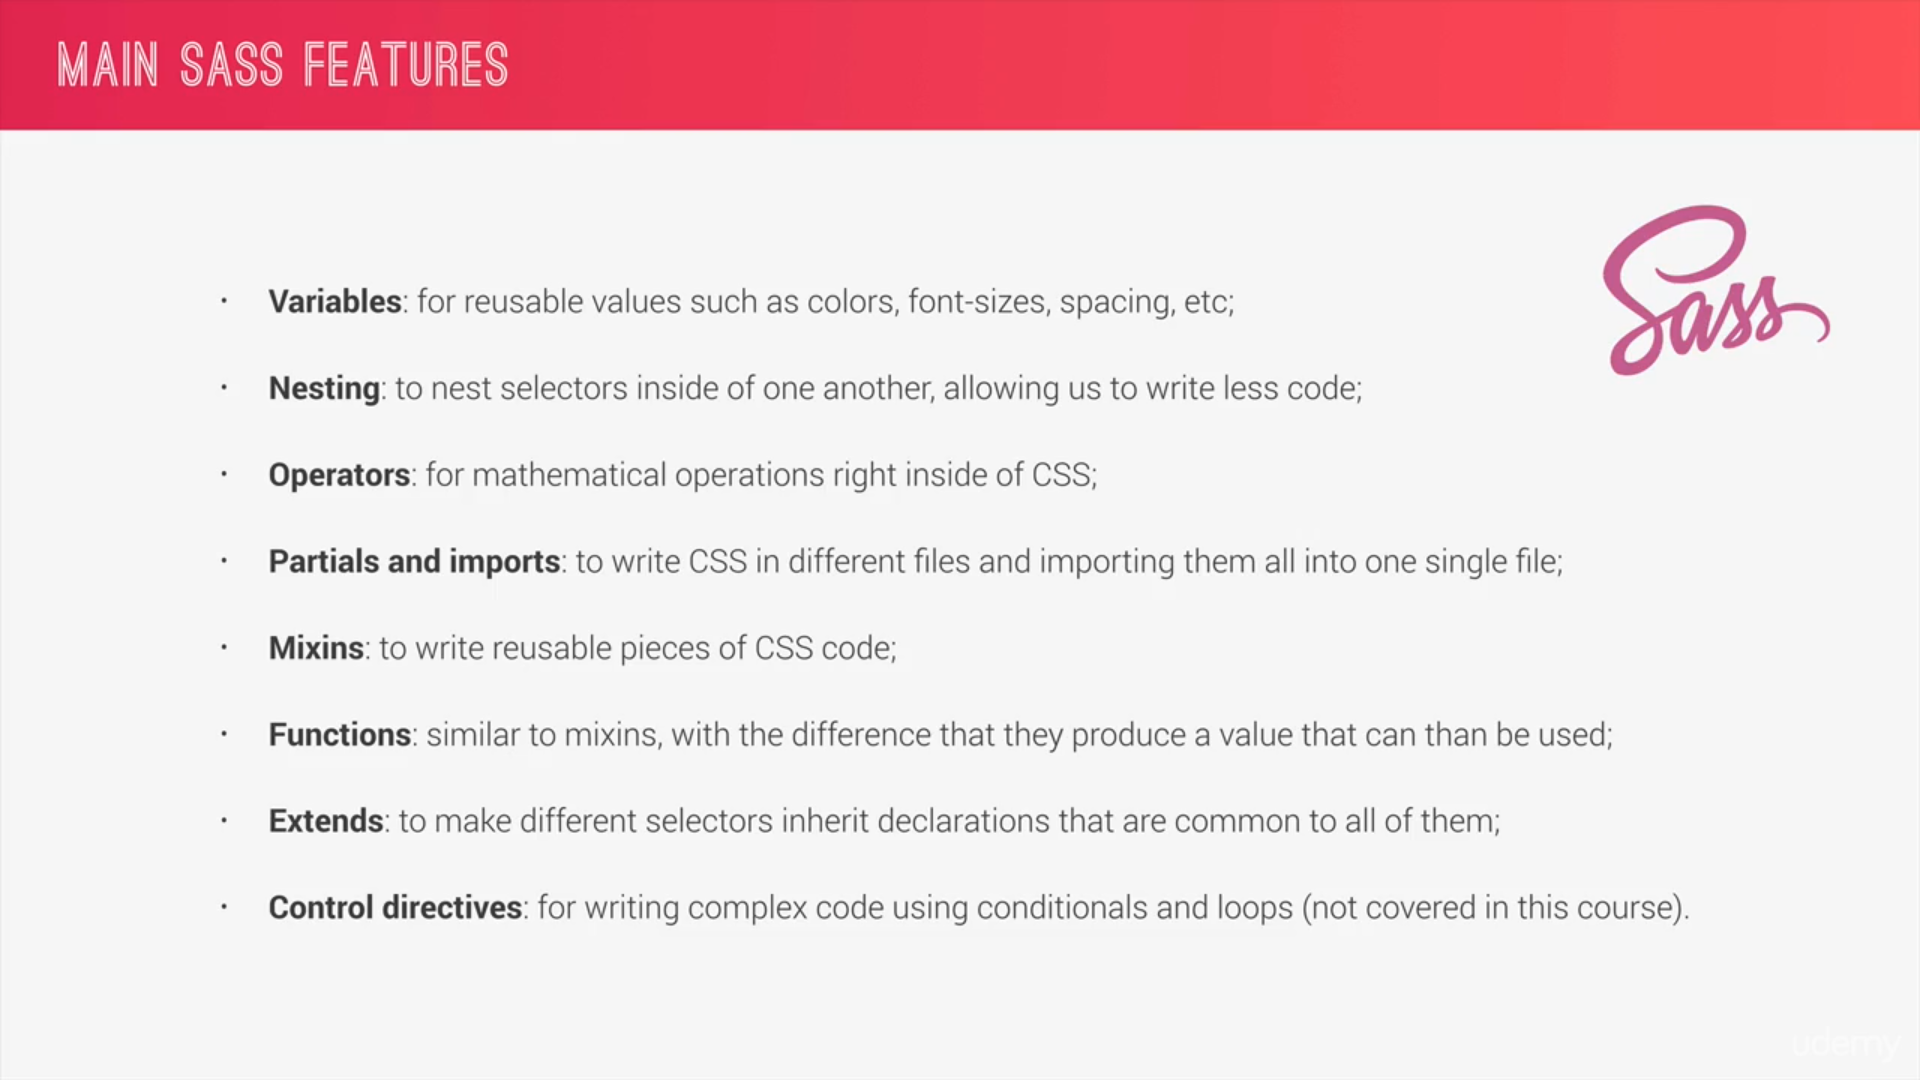 MAIN SASS FEATURES
Sass
• Variables: for reusable values such as colors, font-sizes, spacing, etc;
• Nesting: to nest selectors inside of one another, allowing us to write less code;
• Operators: for mathematical operations right inside of CSS;
• Partials and imports: to write CSS in different files and importing them all into one single file;
• Mixins: to write reusable pieces of CSS code;
• Functions: similar to mixins, with the difference that they produce a value that can than be used;
• Extends: to make different selectors inherit declarations that are common to all of them;
• Control directives: for writing complex code using conditionals and loops (not covered in this course).
udemy